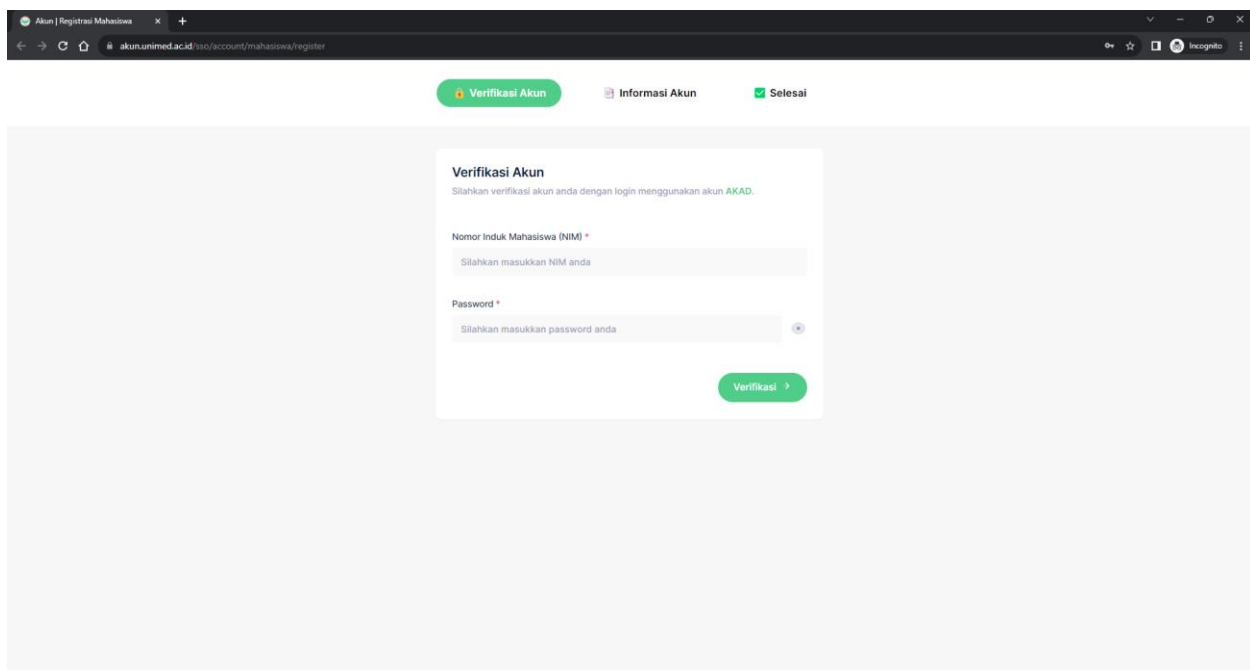 Akun | Registrasi Mahasiswa
akun.unimed.ac.id/sso/account/mahasiswa/register
Incognito
Verifikasi Akun
Informasi Akun
Selesai
Verifikasi Akun
Silahkan verifikasi akun anda dengan login menggunakan akun AKAD.
Nomor Induk Mahasiswa (NIM) *
Silahkan masukkan NIM anda
Password *
Silahkan masukkan password anda
Verifikasi